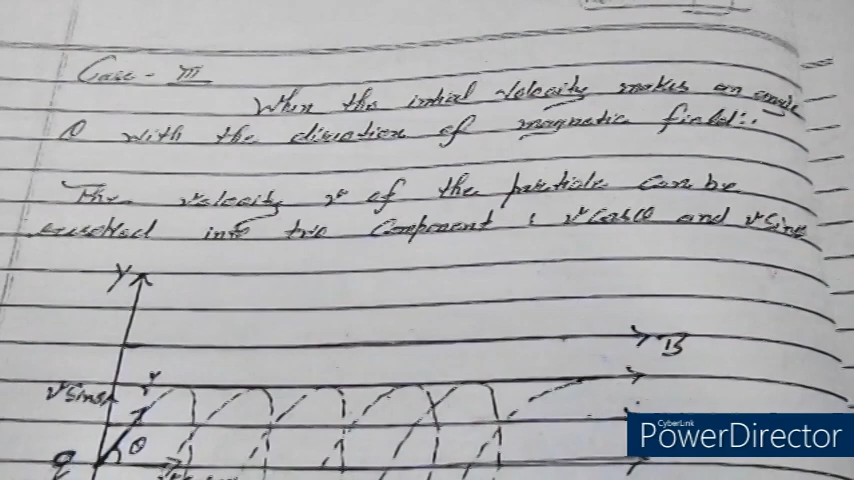 Case - III
When the initial velocity makes an angle
θ with the direction of magnetic field:.
The velocity v of the particle can be
resolved into two component : v cosθ and v sinθ
Y
B
v sinθ
v
θ
q
CyberLink
PowerDirector